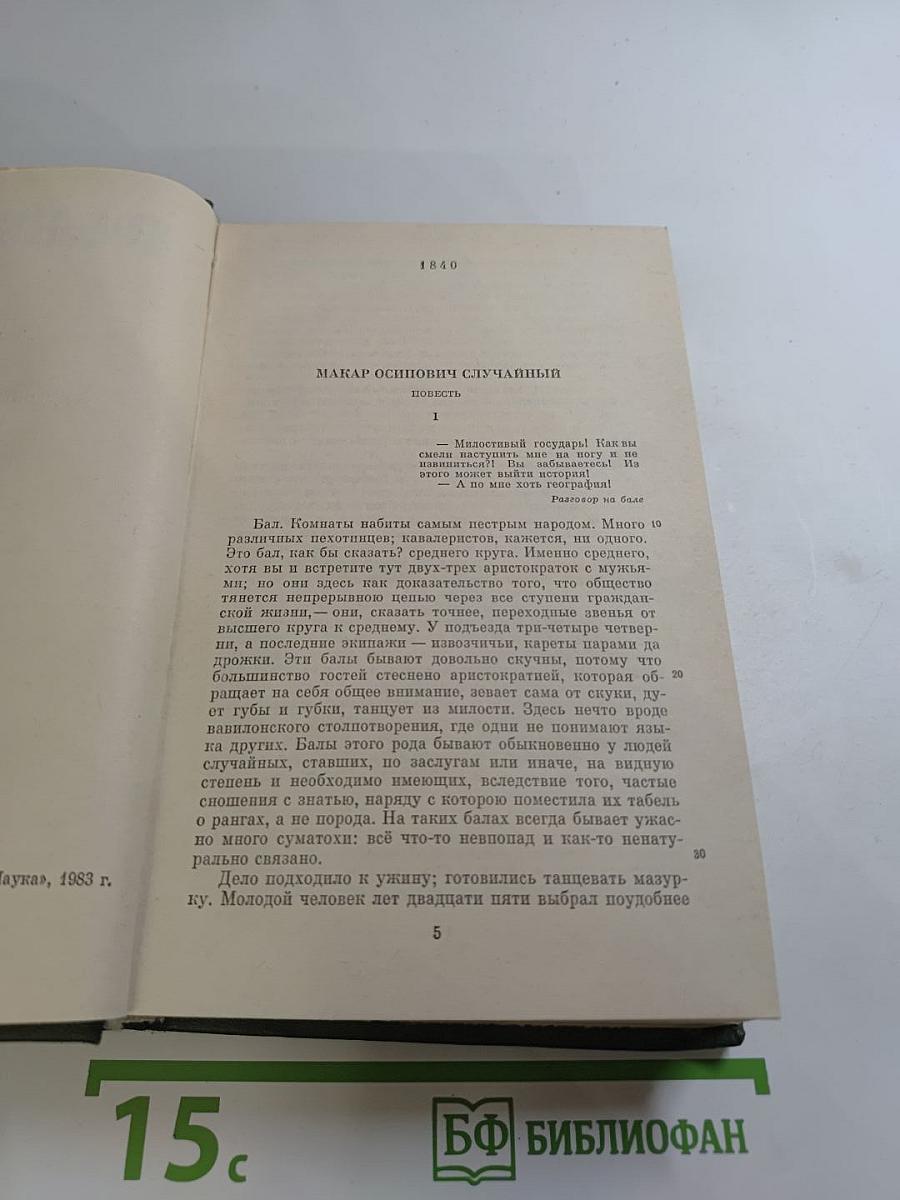 1840
МАКАР ОСИПОВИЧ СЛУЧАЙНЫЙ
ПОВЕСТЬ
I
— Милостивый государь! Как вы
смели наступить мне на ногу и не
извиниться?! Вы забываетесь! Из
этого может выйти история!
— А по мне хоть география!
Разговор на бале
Бал. Комнаты набиты самым пестрым народом. Много 10
различных пехотинцев; кавалеристов, кажется, ни одного.
Это бал, как бы сказать? среднего круга. Именно среднего,
хотя вы и встретите тут двух-трех аристократок с мужья-
ми; но они здесь как доказательство того, что общество
тянется непрерывною цепью через все ступени граждан-
ской жизни,— они, сказать точнее, переходные звенья от
высшего круга к среднему. У подъезда три-четыре четвер-
ни, а последние экипажи — извозчичьи, кареты парами да
дрожки. Эти балы бывают довольно скучны, потому что
большинство гостей стеснено аристократией, которая об- 20
ращает на себя общее внимание, зевает сама от скуки, ду-
ет губы и губки, танцует из милости. Здесь нечто вроде
вавилонского столпотворения, где одни не понимают язы-
ка других. Балы этого рода бывают обыкновенно у людей
случайных, ставших, по заслугам или иначе, на видную
степень и необходимо имеющих, вследствие того, частые
сношения с знатью, наряду с которою поместила их табель
о рангах, а не порода. На таких балах всегда бывает ужас-
но много суматохи: всё что-то невпопад и как-то ненату-
рально связано. 30
Дело подходило к ужину; готовились танцевать мазур-
ку. Молодой человек лет двадцати пяти выбрал поудобнее
5
аука», 1983 г.
15 с
БФ БИБЛИОФАН